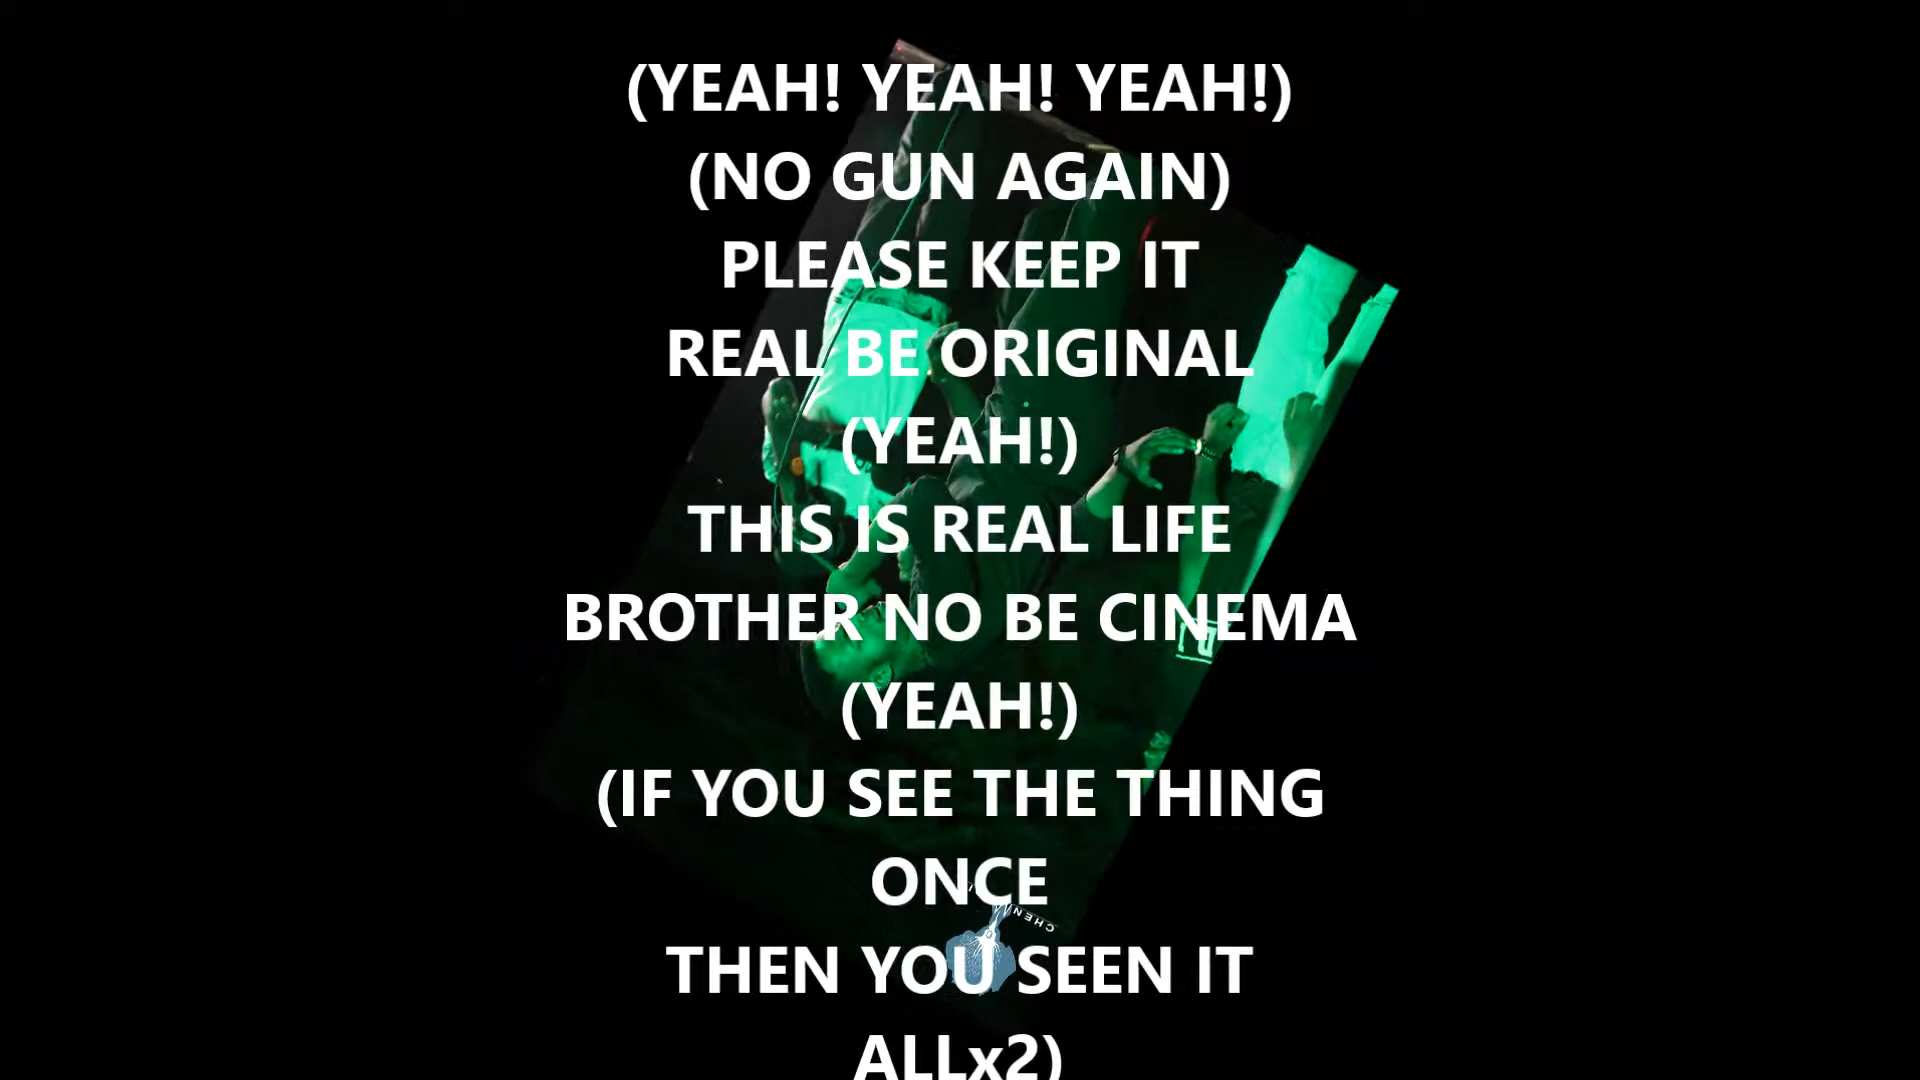 (YEAH! YEAH! YEAH!)
(NO GUN AGAIN)
PLEASE KEEP IT
REAL BE ORIGINAL
(YEAH!)
THIS IS REAL LIFE
BROTHER NO BE CINEMA
(YEAH!)
(IF YOU SEE THE THING
ONCE
THEN YOU SEEN IT
ALLx2)